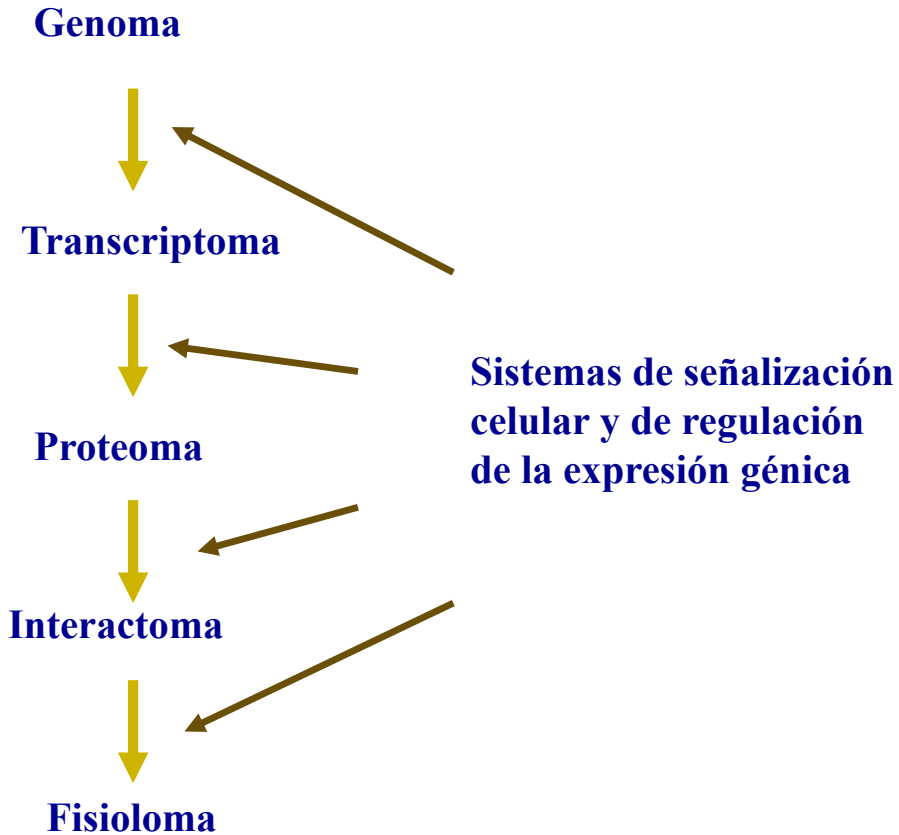 Genoma
Transcriptoma
Sistemas de señalización
celular y de regulación
de la expresión génica
Proteoma
Interactoma
Fisioloma